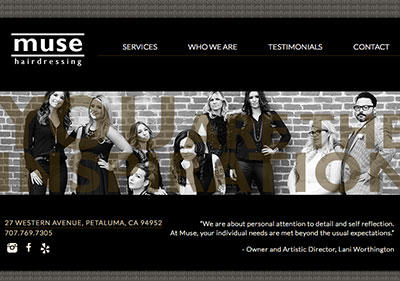 muse
hairdressing
SERVICES WHO WE ARE TESTIMONIALS CONTACT
YOU ARE THE
INSPIRATION
27 WESTERN AVENUE, PETALUMA, CA 94952
707.769.7305
“We are about personal attention to detail and self reflection.
At Muse, your individual needs are met beyond the usual expectations.”
- Owner and Artistic Director, Lani Worthington